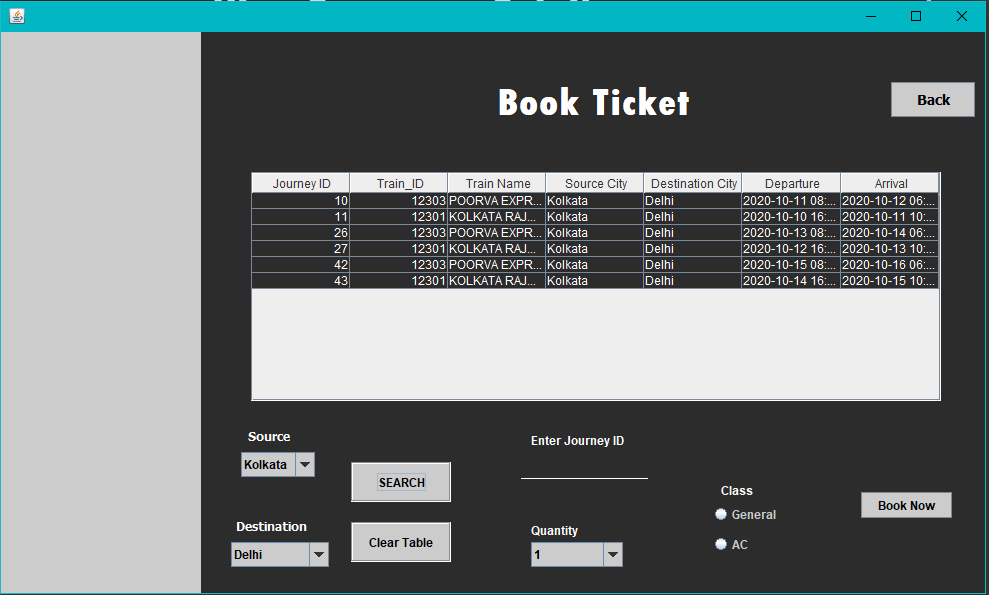 Book Ticket
Back
Journey ID Train_ID Train Name Source City Destination City Departure Arrival
10 12303 POORVA EXPR... Kolkata Delhi 2020-10-11 08:... 2020-10-12 06:...
11 12301 KOLKATA RAJ... Kolkata Delhi 2020-10-10 16:... 2020-10-11 10:...
26 12303 POORVA EXPR... Kolkata Delhi 2020-10-13 08:... 2020-10-14 06:...
27 12301 KOLKATA RAJ... Kolkata Delhi 2020-10-12 16:... 2020-10-13 10:...
42 12303 POORVA EXPR... Kolkata Delhi 2020-10-15 08:... 2020-10-16 06:...
43 12301 KOLKATA RAJ... Kolkata Delhi 2020-10-14 16:... 2020-10-15 10:...
Source
Kolkata
SEARCH
Destination
Delhi
Clear Table
Enter Journey ID
Quantity
1
Class
General
AC
Book Now